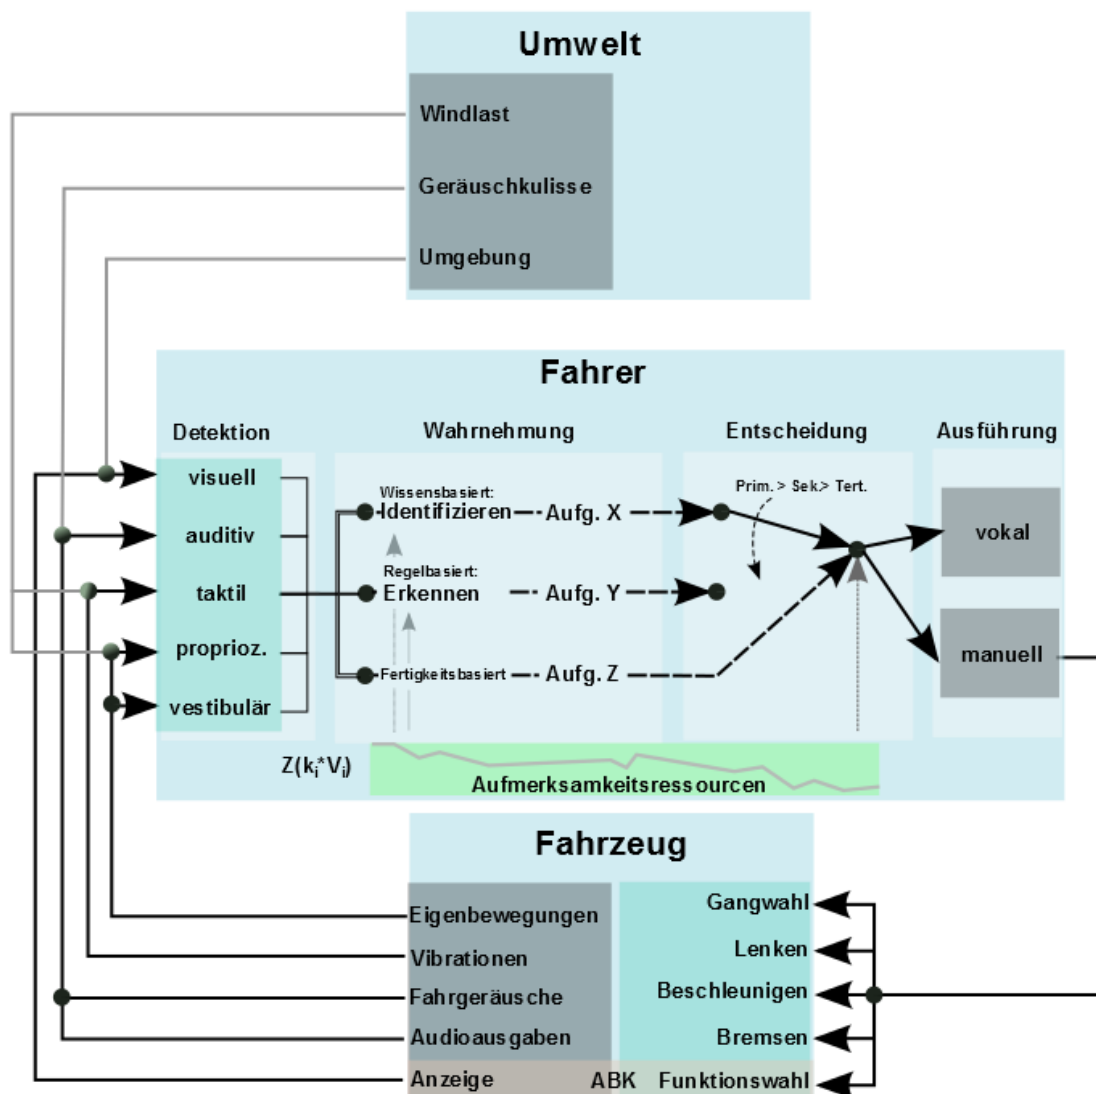 Umwelt
Windlast
Geräuschkulisse
Umgebung
Fahrer
Detektion
Wahrnehmung
Entscheidung
Ausführung
visuell
auditiv
taktil
proprioz.
vestibulär
Wissensbasiert:
Identifizieren
Aufg. X
Regelbasiert:
Erkennen
Aufg. Y
Fertigkeitsbasiert
Aufg. Z
Prim.> Sek.> Tert.
vokal
manuell
Z(ki*Vi)
Aufmerksamkeitsressourcen
Fahrzeug
Eigenbewegungen
Vibrationen
Fahrgeräusche
Audioausgaben
Anzeige
ABK
Gangwahl
Lenken
Beschleunigen
Bremsen
Funktionswahl